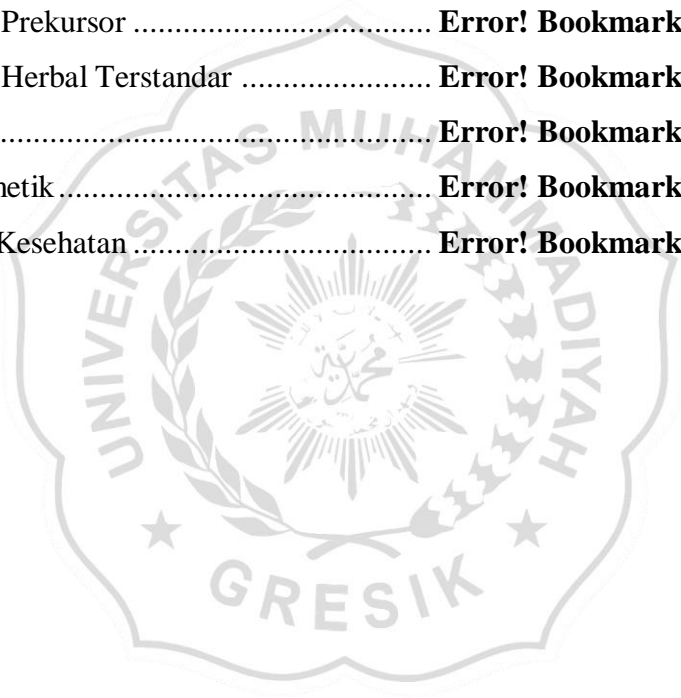 Prekursor .................................. Error! Bookmark
Herbal Terstandar ...................... Error! Bookmark
.................................................. Error! Bookmark
netik........................................... Error! Bookmark
Kesehatan .................................. Error! Bookmark
UNIVERSITAS MUHAMMADIYAH
GRESIK